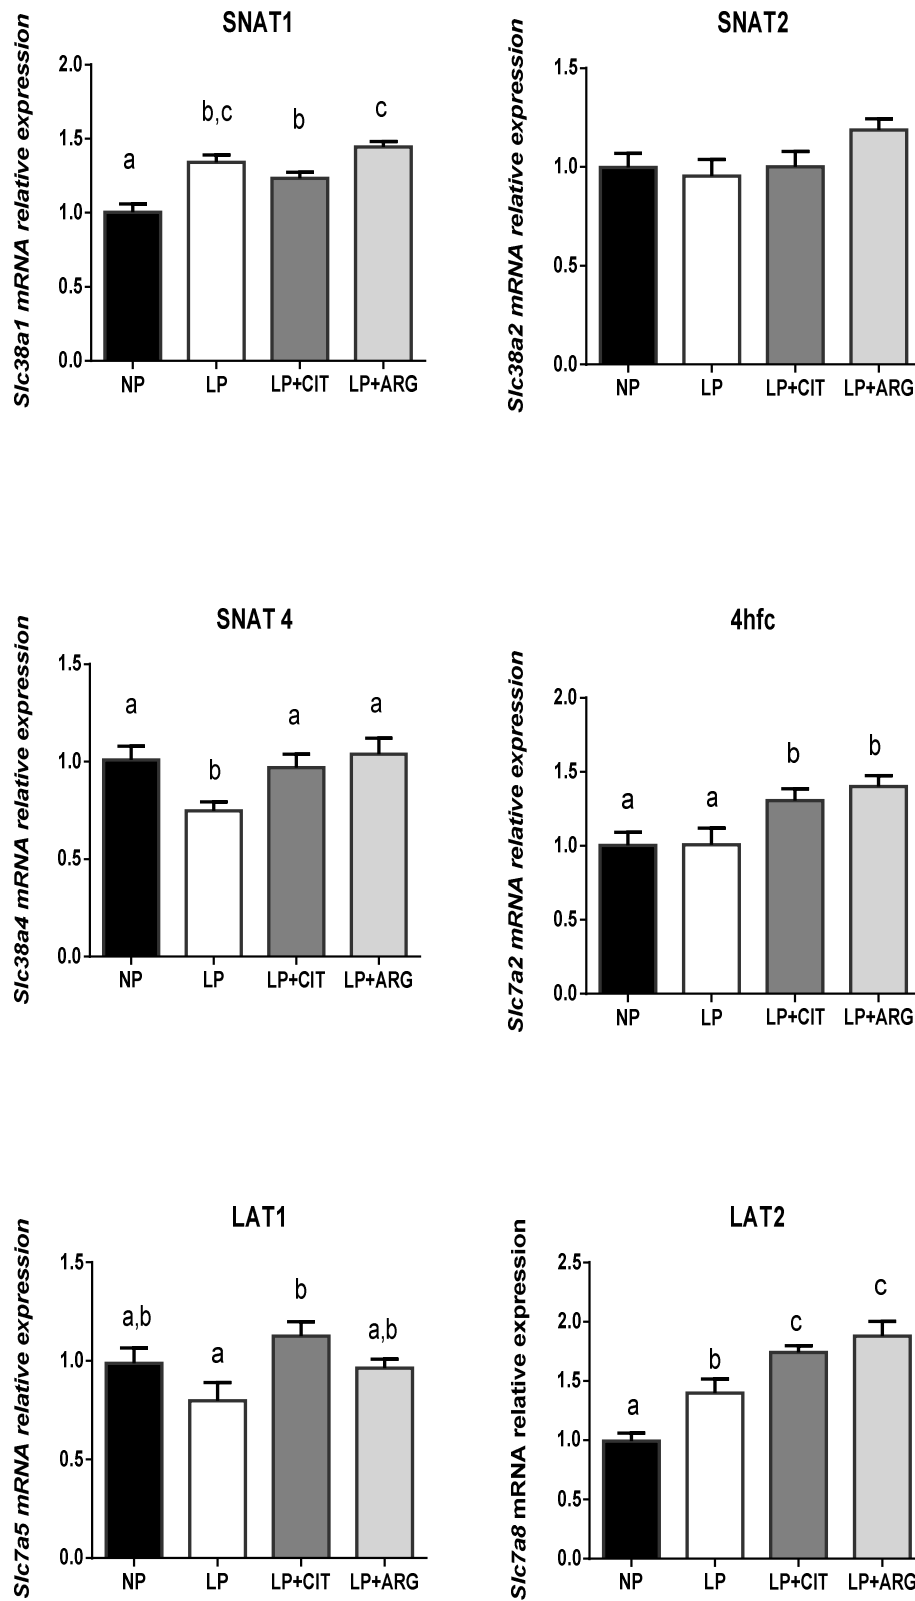 SNAT1
Slc38a1 mRNA relative expression
2.0
1.5
1.0
0.5
0.0
a
b,c
b
c
NP
LP
LP+CIT
LP+ARG
SNAT2
Slc38a2 mRNA relative expression
1.5
1.0
0.5
0.0
NP
LP
LP+CIT
LP+ARG
SNAT 4
Slc38a4 mRNA relative expression
1.5
1.0
0.5
0.0
a
b
a
a
NP
LP
LP+CIT
LP+ARG
4hfc
Slc7a2 mRNA relative expression
2.0
1.5
1.0
0.5
0.0
a
a
b
b
NP
LP
LP+CIT
LP+ARG
LAT1
Slc7a5 mRNA relative expression
1.5
1.0
0.5
0.0
a,b
a
b
a,b
NP
LP
LP+CIT
LP+ARG
LAT2
Slc7a8 mRNA relative expression
2.5
2.0
1.5
1.0
0.5
0.0
a
b
c
c
NP
LP
LP+CIT
LP+ARG